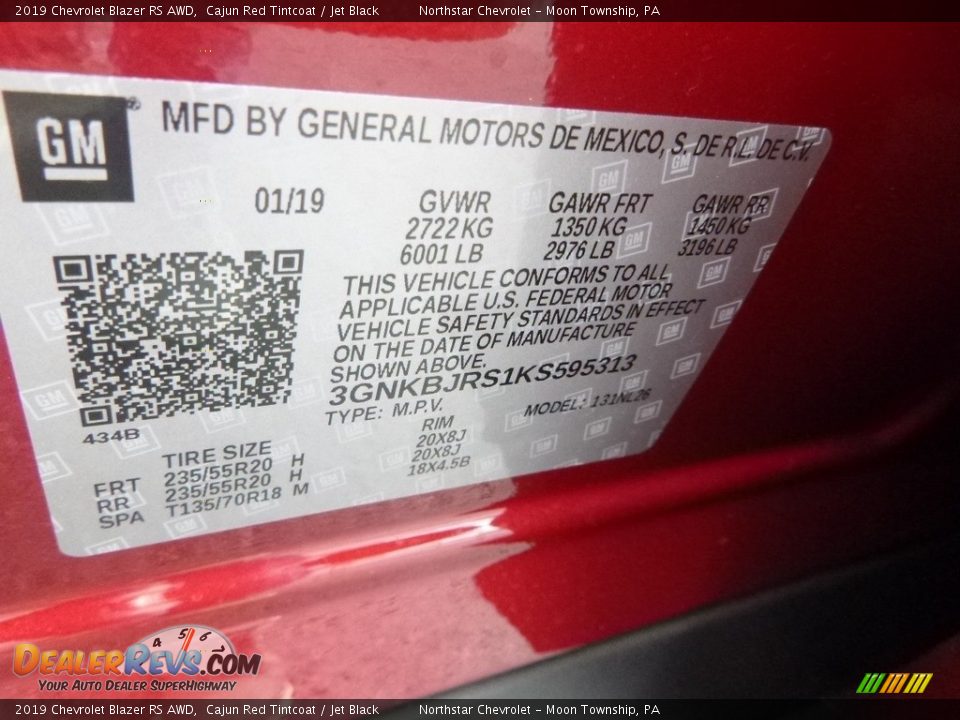 2019 Chevrolet Blazer RS AWD,  Cajun Red Tintcoat / Jet Black  Northstar Chevrolet - Moon Township, PA
GM® MFD BY GENERAL MOTORS DE MEXICO, S. DE R.L. DE C.V.
01/19 GVWR GAWR FRT GAWR RR
2722 KG 1350 KG 1450 KG
6001 LB 2976 LB 3196 LB
THIS VEHICLE CONFORMS TO ALL
APPLICABLE U.S. FEDERAL MOTOR
VEHICLE SAFETY STANDARDS IN EFFECT
ON THE DATE OF MANUFACTURE
SHOWN ABOVE.
3GNKBJRS1KS595313
TYPE: M.P.V. MODEL: 131NL26
434B
TIRE SIZE RIM
FRT 235/55R20 H 20X8J
RR 235/55R20 H 20X8J
SPA T135/70R18 M 18X4.5B
4 5 6
DEALERREVS.COM
YOUR AUTO DEALER SUPERHIGHWAY
2019 Chevrolet Blazer RS AWD,  Cajun Red Tintcoat / Jet Black  Northstar Chevrolet - Moon Township, PA